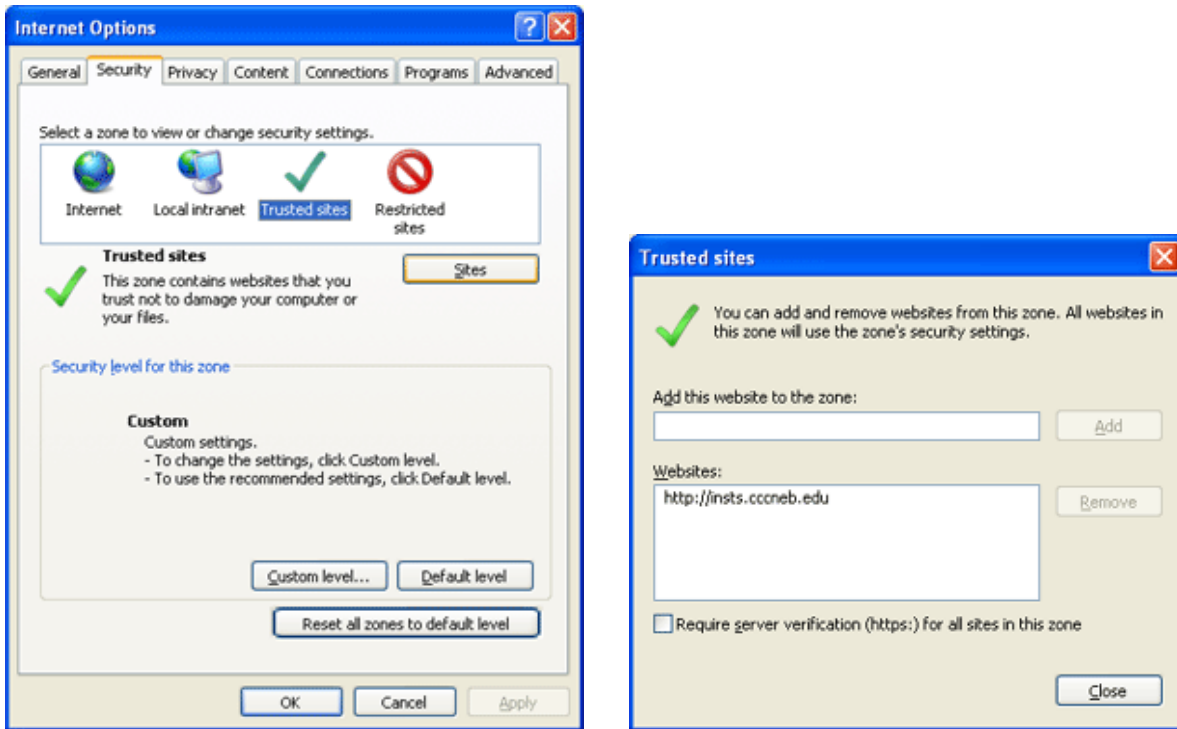 Internet Options
General Security Privacy Content Connections Programs Advanced
Select a zone to view or change security settings.
Internet Local intranet Trusted sites Restricted
sites
Trusted sites
This zone contains websites that you
trust not to damage your computer or
your files.
Sites
Security level for this zone
Custom
Custom settings.
- To change the settings, click Custom level.
- To use the recommended settings, click Default level.
Custom level... Default level
Reset all zones to default level
OK Cancel Apply
Trusted sites
You can add and remove websites from this zone. All websites in
this zone will use the zone's security settings.
Add this website to the zone:
Add
Websites:
http://insts.cccneb.edu
Remove
Require server verification (https:) for all sites in this zone
Close